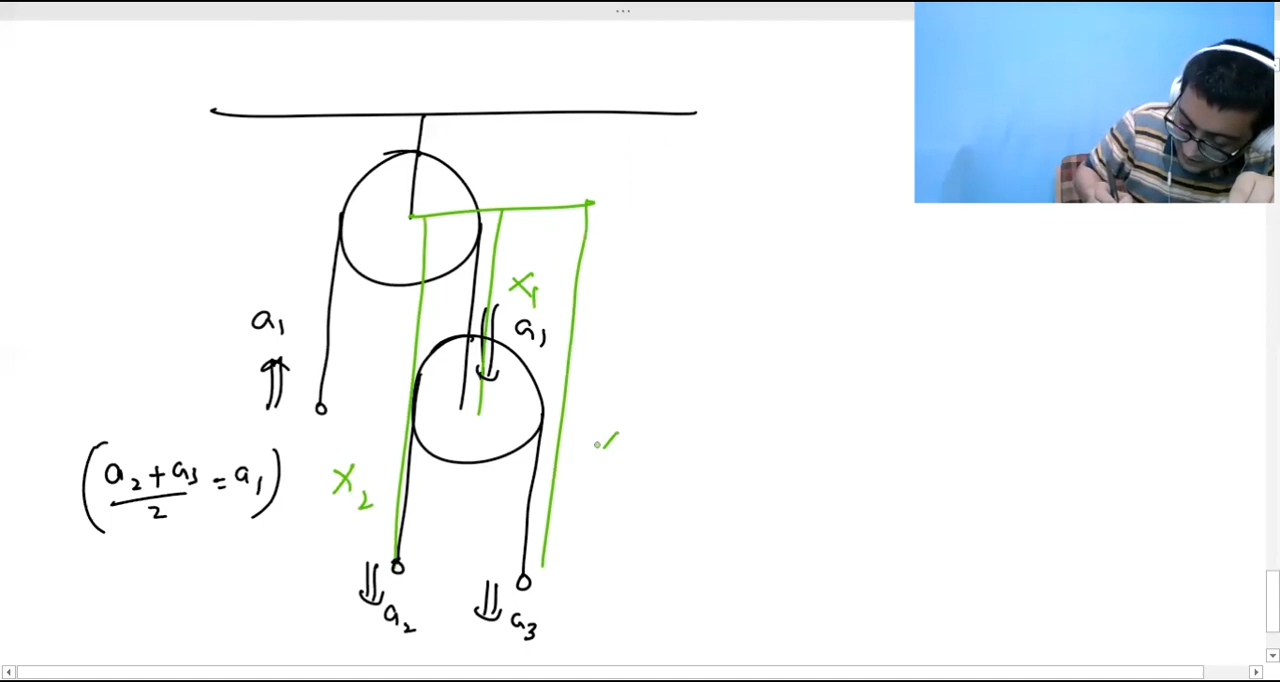 x₁
a₁
a₁
(a₂ + a₃ / 2 = a₁)
x₂
a₂
a₃